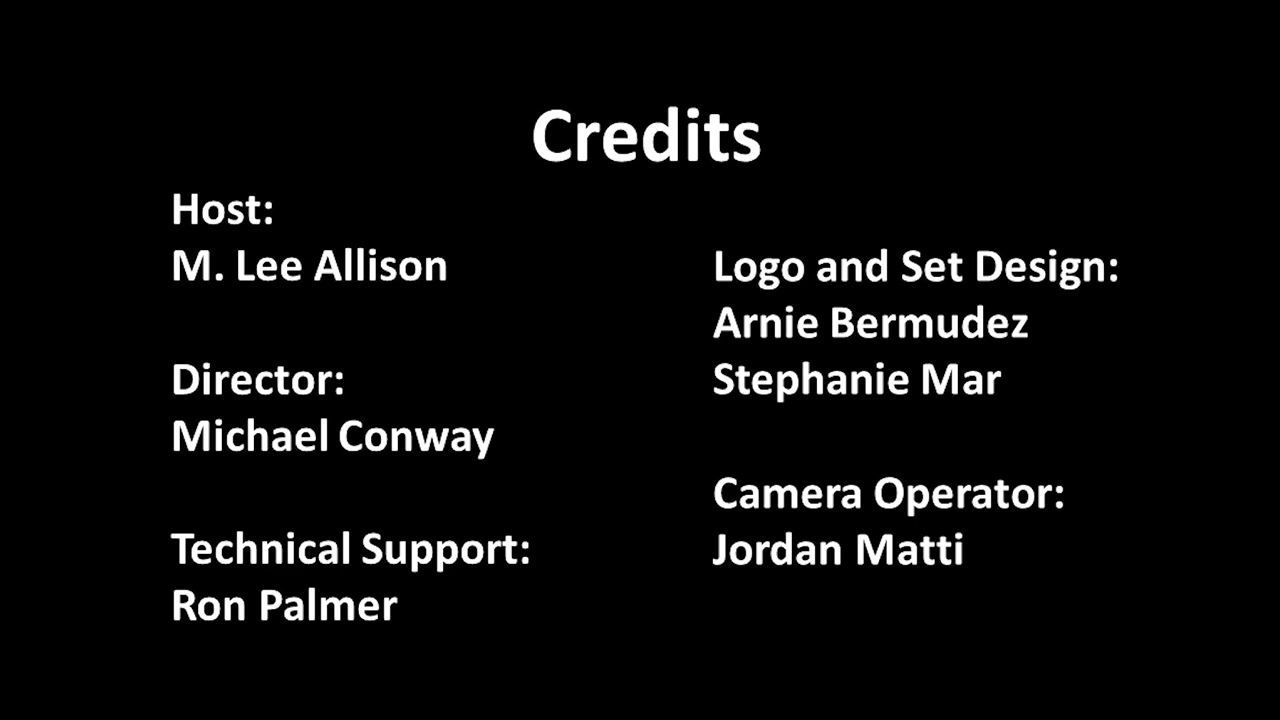 Credits
Host:
M. Lee Allison
Director:
Michael Conway
Technical Support:
Ron Palmer
Logo and Set Design:
Arnie Bermudez
Stephanie Mar
Camera Operator:
Jordan Matti